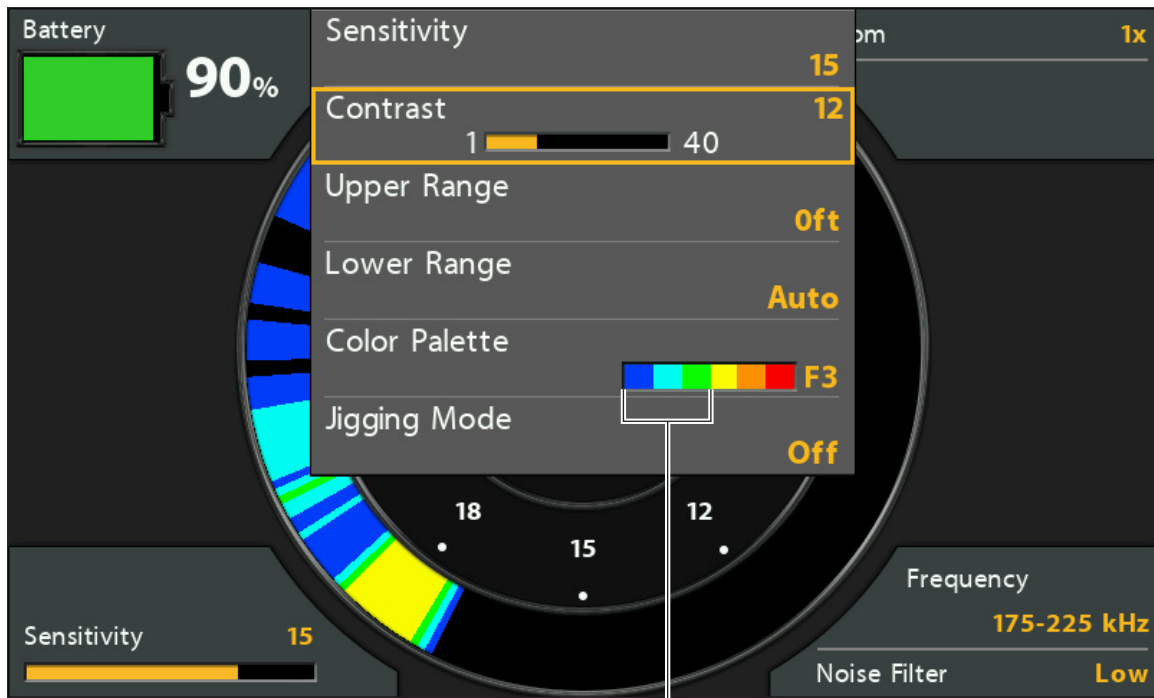 Battery
90%
Sensitivity
15
Contrast 12
1 40
Upper Range
0ft
Lower Range
Auto
Color Palette
F3
Jigging Mode
Off
om 1x
18 12
15
Sensitivity 15
Frequency
175-225 kHz
Noise Filter Low